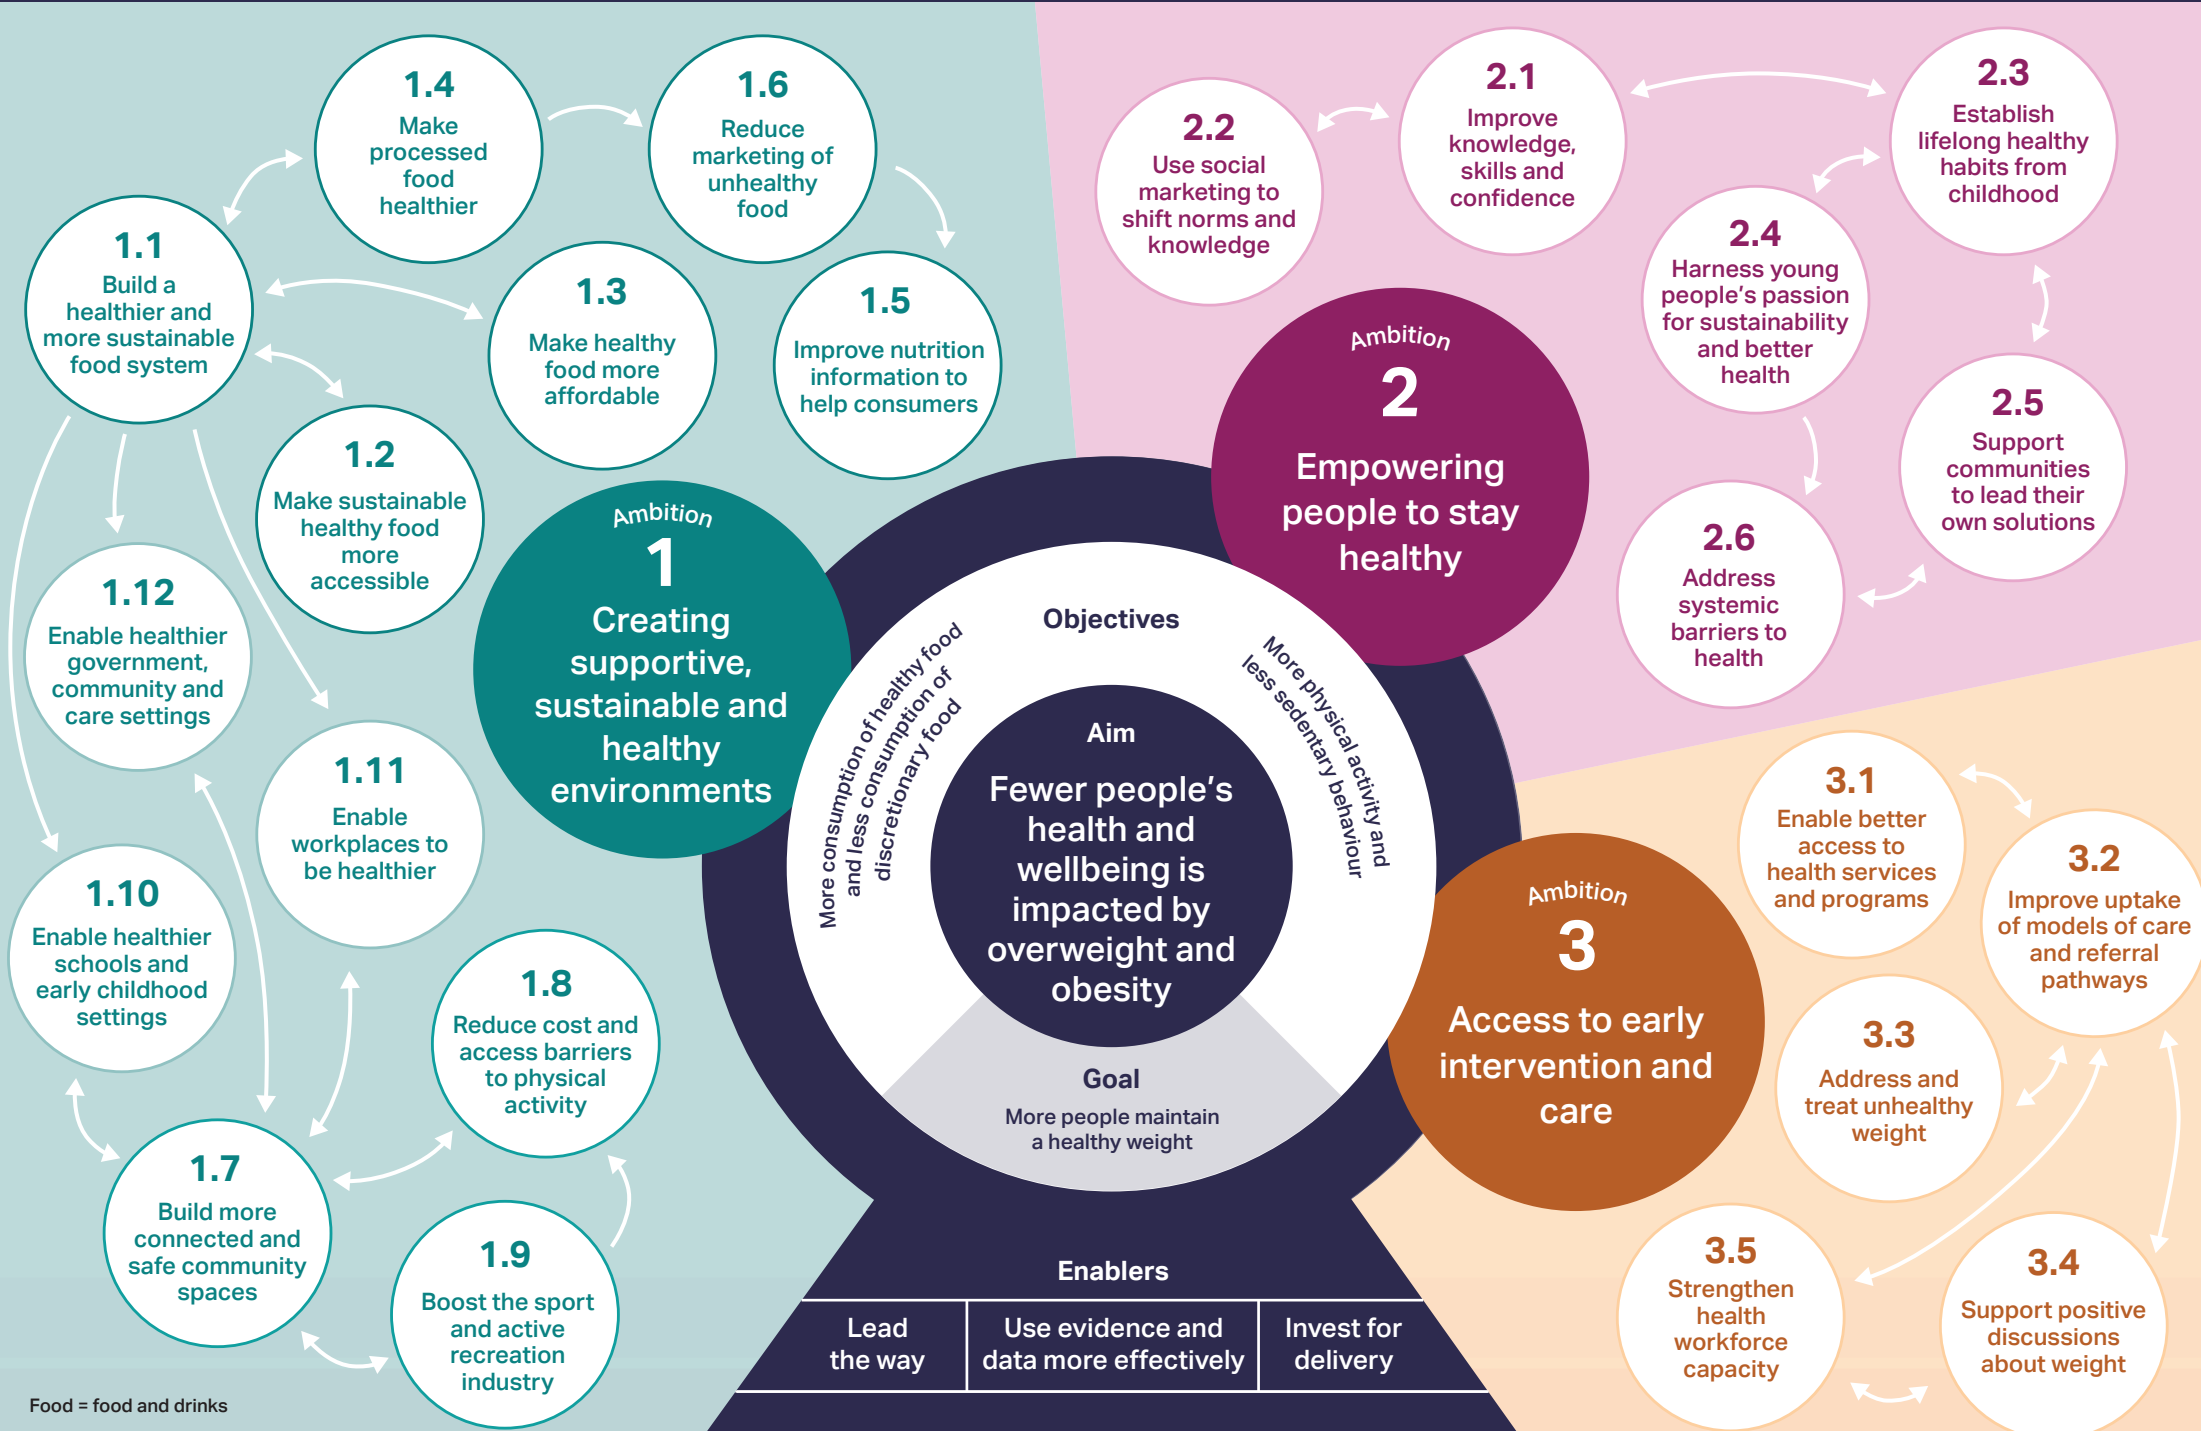 1.4
Make
processed
food
healthier
1.6
Reduce
marketing of
unhealthy
food
1.1
Build a
healthier and
more sustainable
food system
1.3
Make healthy
food more
affordable
1.5
Improve nutrition
information to
help consumers
1.2
Make sustainable
healthy food
more
accessible
1.12
Enable healthier
government,
community and
care settings
1.11
Enable
workplaces to
be healthier
1.10
Enable healthier
schools and
early childhood
settings
1.8
Reduce cost and
access barriers
to physical
activity
1.7
Build more
connected and
safe community
spaces
1.9
Boost the sport
and active
recreation
industry
Food = food and drinks
Ambition
1
Creating
supportive,
sustainable and
healthy
environments
2.2
Use social
marketing to
shift norms and
knowledge
2.1
Improve
knowledge,
skills and
confidence
2.3
Establish
lifelong healthy
habits from
childhood
2.4
Harness young
people's passion
for sustainability
and better
health
2.5
Support
communities
to lead their
own solutions
2.6
Address
systemic
barriers to
health
Ambition
2
Empowering
people to stay
healthy
Objectives
More consumption of healthy food
and less consumption of
discretionary food
More physical activity and
less sedentary behaviour
Aim
Fewer people's
health and
wellbeing is
impacted by
overweight and
obesity
Goal
More people maintain
a healthy weight
Ambition
3
Access to early
intervention and
care
3.1
Enable better
access to
health services
and programs
3.2
Improve uptake
of models of care
and referral
pathways
3.3
Address and
treat unhealthy
weight
3.5
Strengthen
health
workforce
capacity
3.4
Support positive
discussions
about weight
Enablers
Lead
the way
Use evidence and
data more effectively
Invest for
delivery